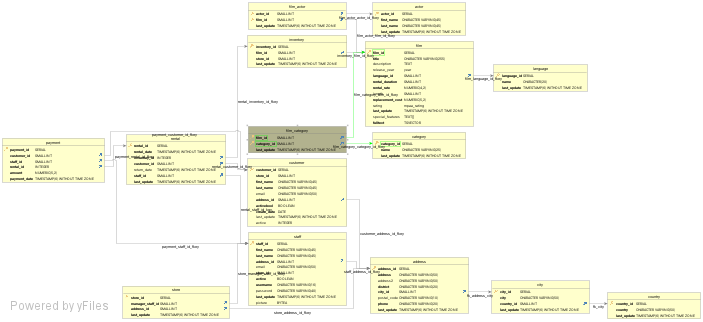 film_actor
actor_id SMALLINT
film_id SMALLINT
last_update TIMESTAMP(6) WITHOUT TIME ZONE
actor
actor_id SERIAL
first_name CHARACTER VARYING(45)
last_name CHARACTER VARYING(45)
last_update TIMESTAMP(6) WITHOUT TIME ZONE
film_actor_actor_id_fkey
film_actor_film_id_fkey
inventory
inventory_id SERIAL
film_id SMALLINT
store_id SMALLINT
last_update TIMESTAMP(6) WITHOUT TIME ZONE
inventory_film_id_fkey
film
film_id SERIAL
title CHARACTER VARYING(255)
description TEXT
release_year year
language_id SMALLINT
rental_duration SMALLINT
rental_rate NUMERIC(4,2)
length SMALLINT
replacement_cost NUMERIC(5,2)
rating mpaa_rating
last_update TIMESTAMP(6) WITHOUT TIME ZONE
special_features TEXT[]
fulltext TSVECTOR
film_language_id_fkey
language
language_id SERIAL
name CHARACTER(20)
last_update TIMESTAMP(6) WITHOUT TIME ZONE
film_category_film_id_fkey
rental_inventory_id_fkey
film_category
film_id SMALLINT
category_id SMALLINT
last_update TIMESTAMP(6) WITHOUT TIME ZONE
film_category_category_id_fkey
category
category_id SERIAL
name CHARACTER VARYING(25)
last_update TIMESTAMP(6) WITHOUT TIME ZONE
payment
payment_id SERIAL
customer_id SMALLINT
staff_id SMALLINT
rental_id INTEGER
amount NUMERIC(5,2)
payment_date TIMESTAMP(6) WITHOUT TIME ZONE
payment_customer_id_fkey
rental
rental_id SERIAL
rental_date TIMESTAMP(6) WITHOUT TIME ZONE
INTEGER
customer_id SMALLINT
return_date TIMESTAMP(6) WITHOUT TIME ZONE
staff_id SMALLINT
last_update TIMESTAMP(6) WITHOUT TIME ZONE
rental_customer_id_fkey
customer
customer_id SERIAL
store_id SMALLINT
first_name CHARACTER VARYING(45)
last_name CHARACTER VARYING(45)
email CHARACTER VARYING(50)
address_id SMALLINT
activebool BOOLEAN
create_date DATE
last_update TIMESTAMP(6) WITHOUT TIME ZONE
active INTEGER
rental_staff_id_fkey
customer_address_id_fkey
payment_staff_id_fkey
staff
staff_id SERIAL
first_name CHARACTER VARYING(45)
last_name CHARACTER VARYING(45)
address_id SMALLINT
email CHARACTER VARYING(50)
SMALLINT
active BOOLEAN
username CHARACTER VARYING(16)
password CHARACTER VARYING(40)
last_update TIMESTAMP(6) WITHOUT TIME ZONE
picture BYTEA
staff_address_id_fkey
store_address_id_fkey
store
store_id SERIAL
manager_staff_id SMALLINT
address_id SMALLINT
last_update TIMESTAMP(6) WITHOUT TIME ZONE
address
address_id SERIAL
address CHARACTER VARYING(50)
address2 CHARACTER VARYING(50)
district CHARACTER VARYING(20)
city_id SMALLINT
postal_code CHARACTER VARYING(10)
phone CHARACTER VARYING(20)
last_update TIMESTAMP(6) WITHOUT TIME ZONE
fk_address_city
city
city_id SERIAL
city CHARACTER VARYING(50)
country_id SMALLINT
last_update TIMESTAMP(6) WITHOUT TIME ZONE
fk_city
country
country_id SERIAL
country CHARACTER VARYING(50)
last_update TIMESTAMP(6) WITHOUT TIME ZONE
Powered by yFiles